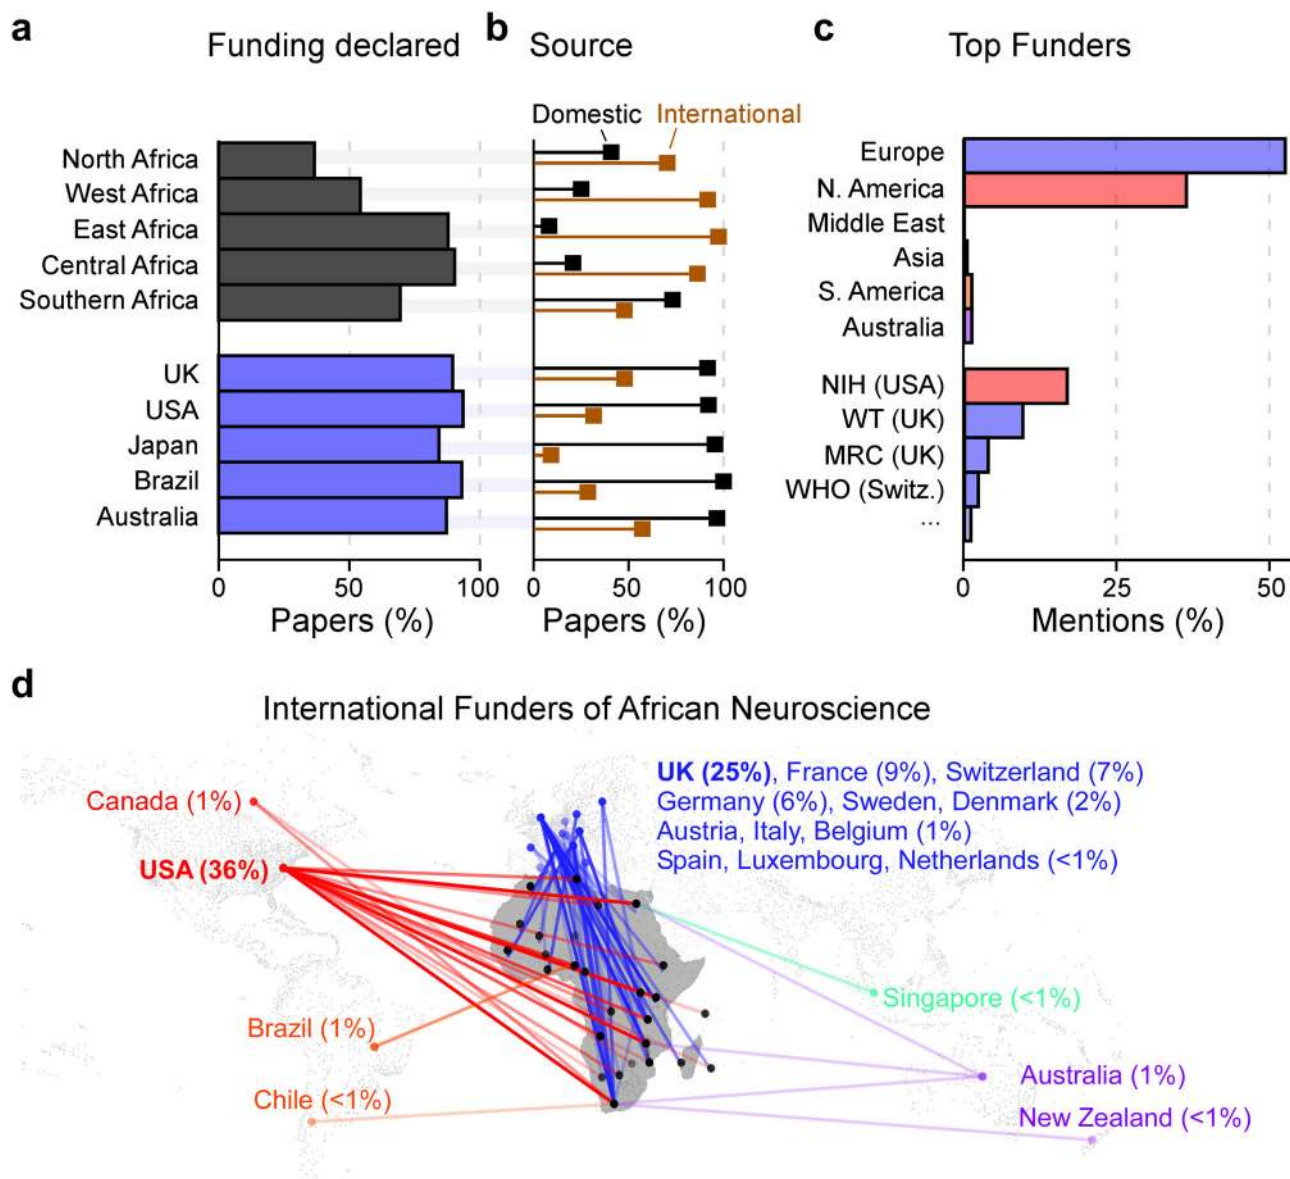 a
Funding declared
b
Source
c
Top Funders
Domestic
International
North Africa
West Africa
East Africa
Central Africa
Southern Africa
UK
USA
Japan
Brazil
Australia
0
50
100
Papers (%)
0
50
100
Papers (%)
Europe
N. America
Middle East
Asia
S. America
Australia
NIH (USA)
WT (UK)
MRC (UK)
WHO (Switz.)
...
0
25
50
Mentions (%)
d
International Funders of African Neuroscience
UK (25%), France (9%), Switzerland (7%)
Germany (6%), Sweden, Denmark (2%)
Austria, Italy, Belgium (1%)
Spain, Luxembourg, Netherlands (<1%)
Canada (1%)
USA (36%)
Singapore (<1%)
Brazil (1%)
Australia (1%)
Chile (<1%)
New Zealand (<1%)